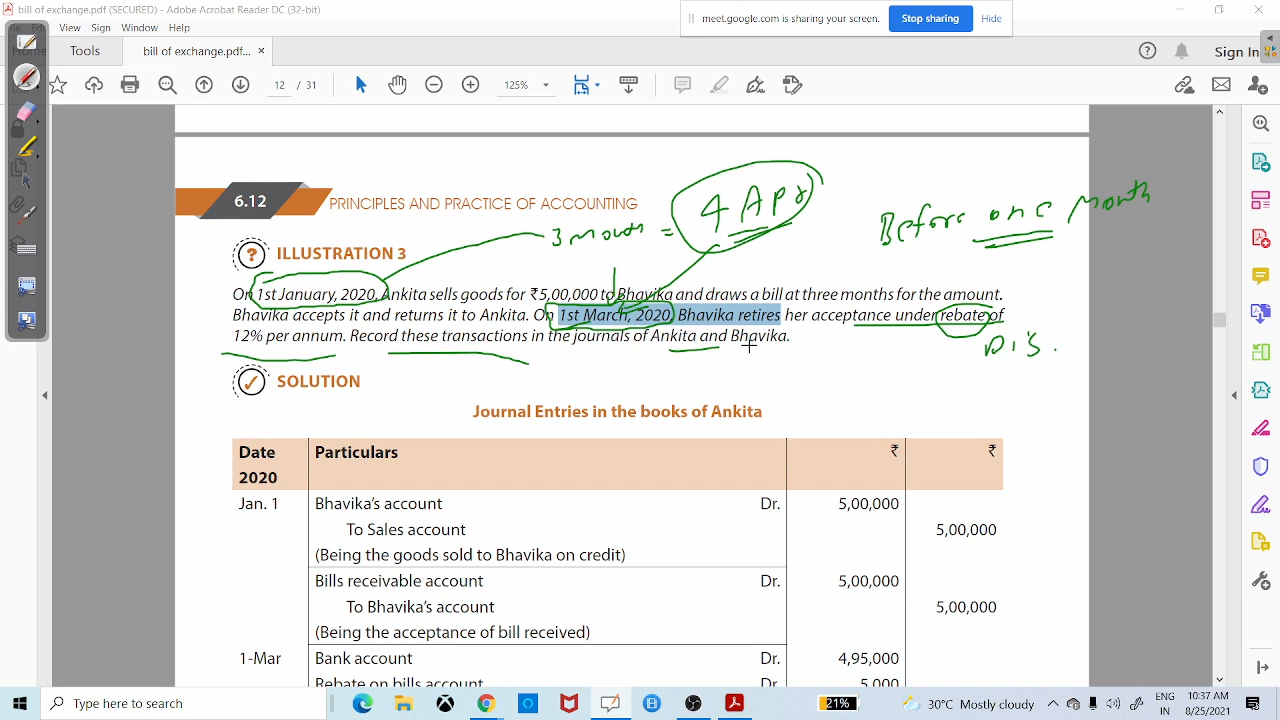 bill of exchange.pdf (SECURED) - Adobe Acrobat Reader DC (32-bit)
meet.google.com is sharing your screen.
Stop sharing
Hide
File Edit View Sign Window Help
Home
Tools
bill of exchange.pdf... ×
Sign In
12 / 31
125%
6.12 PRINCIPLES AND PRACTICE OF ACCOUNTING
4 Apr
3 month =
Before one Month
? ILLUSTRATION 3
On 1st January, 2020, Ankita sells goods for ₹5,00,000 to Bhavika and draws a bill at three months for the amount.
Bhavika accepts it and returns it to Ankita. On 1st March, 2020, Bhavika retires her acceptance under rebate of
12% per annum. Record these transactions in the journals of Ankita and Bhavika.
Dis.
SOLUTION
Journal Entries in the books of Ankita
Date 2020 Particulars ₹ ₹
Jan. 1 Bhavika's account Dr. 5,00,000
To Sales account 5,00,000
(Being the goods sold to Bhavika on credit)
Bills receivable account Dr. 5,00,000
To Bhavika's account 5,00,000
(Being the acceptance of bill received)
1-Mar Bank account Dr. 4,95,000
Rebate on bills account Dr. 5,000
Type here to search
21%
30°C Mostly cloudy
ENG
IN
10:37 AM
8/25/2021